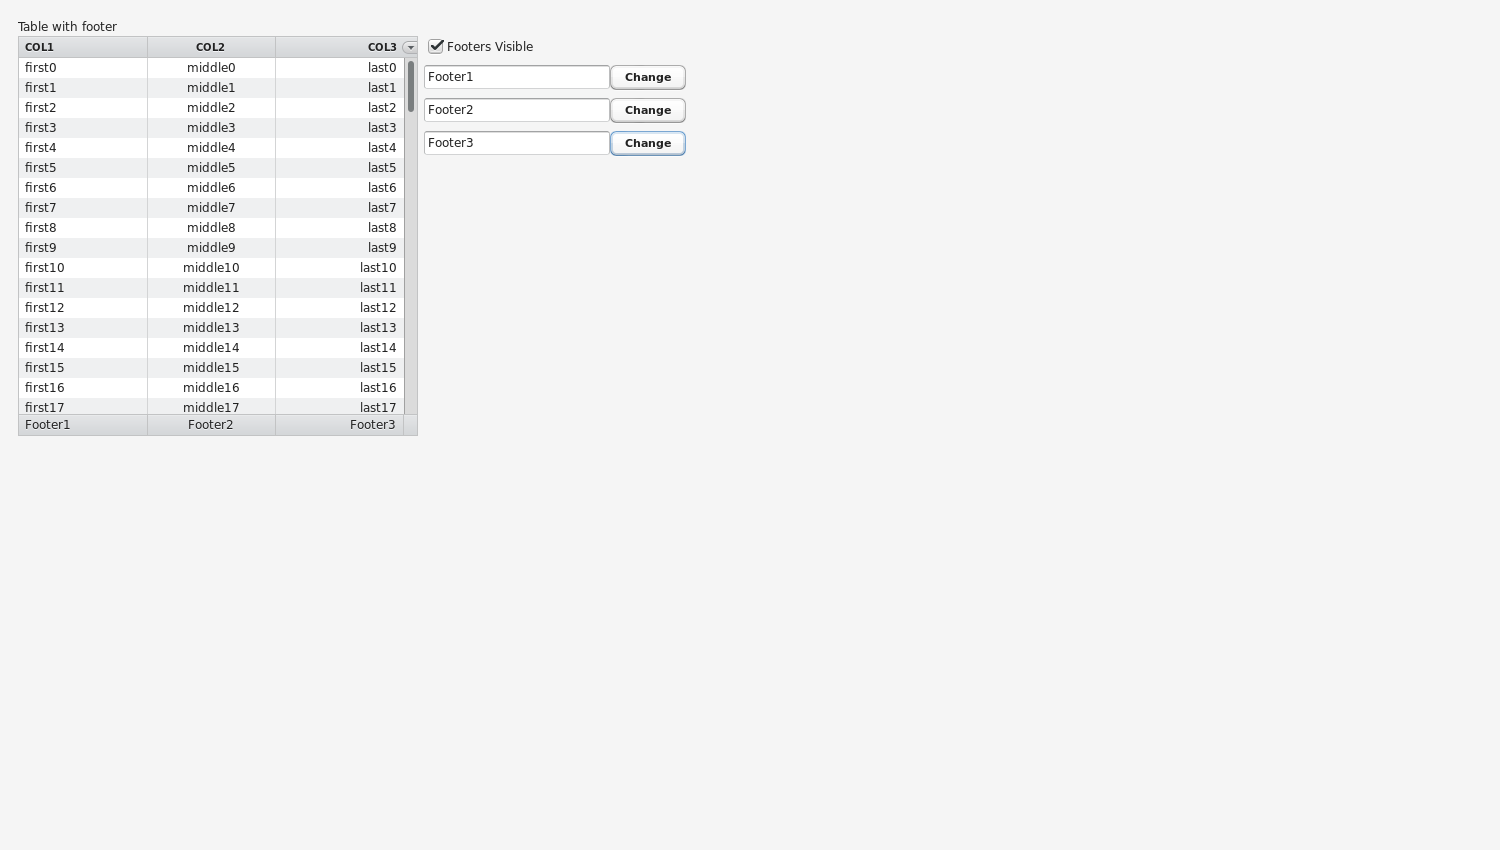 Table with footer
COL1 COL2 COL3
first0 middle0 last0
first1 middle1 last1
first2 middle2 last2
first3 middle3 last3
first4 middle4 last4
first5 middle5 last5
first6 middle6 last6
first7 middle7 last7
first8 middle8 last8
first9 middle9 last9
first10 middle10 last10
first11 middle11 last11
first12 middle12 last12
first13 middle13 last13
first14 middle14 last14
first15 middle15 last15
first16 middle16 last16
first17 middle17 last17
Footer1 Footer2 Footer3
Footers Visible
Footer1 Change
Footer2 Change
Footer3 Change